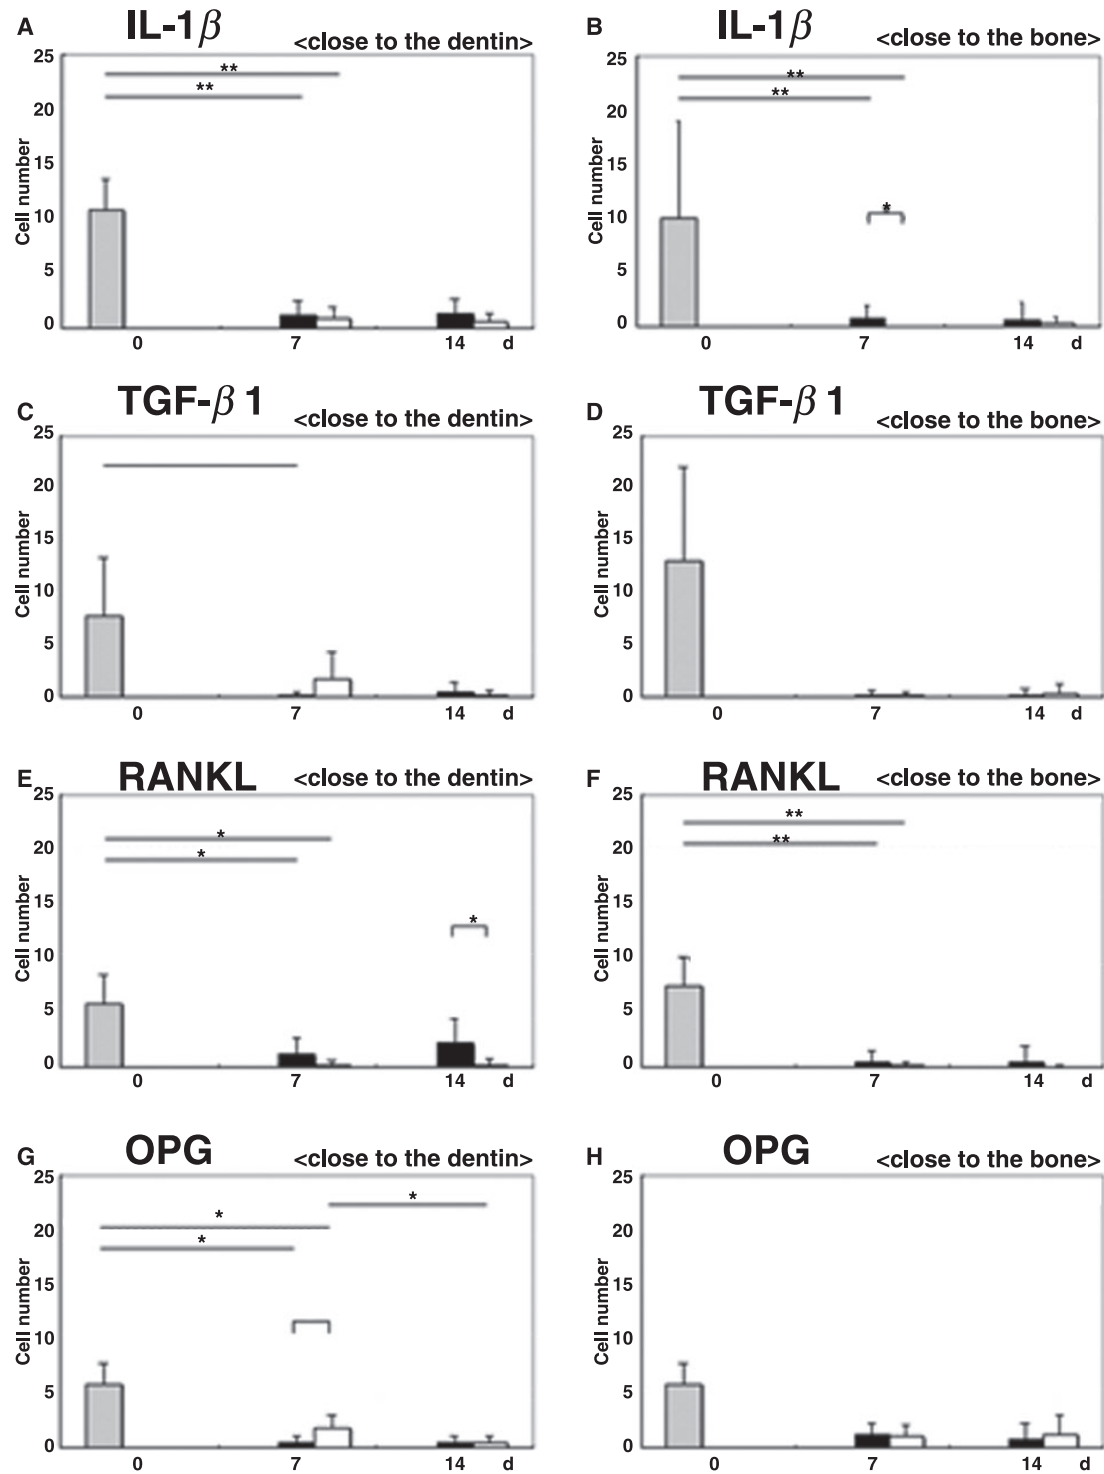 A IL-1β <close to the dentin>
25
20
15
10
5
0
Cell number
**
**
0 7 14 d
B IL-1β <close to the bone>
25
20
15
10
5
0
Cell number
**
**
*
0 7 14 d
C TGF-β 1 <close to the dentin>
25
20
15
10
5
0
Cell number
0 7 14 d
D TGF-β 1 <close to the bone>
25
20
15
10
5
0
Cell number
0 7 14 d
E RANKL <close to the dentin>
25
20
15
10
5
0
Cell number
*
*
*
0 7 14 d
F RANKL <close to the bone>
25
20
15
10
5
0
Cell number
**
**
0 7 14 d
G OPG <close to the dentin>
25
20
15
10
5
0
Cell number
*
*
*
0 7 14 d
H OPG <close to the bone>
25
20
15
10
5
0
Cell number
0 7 14 d